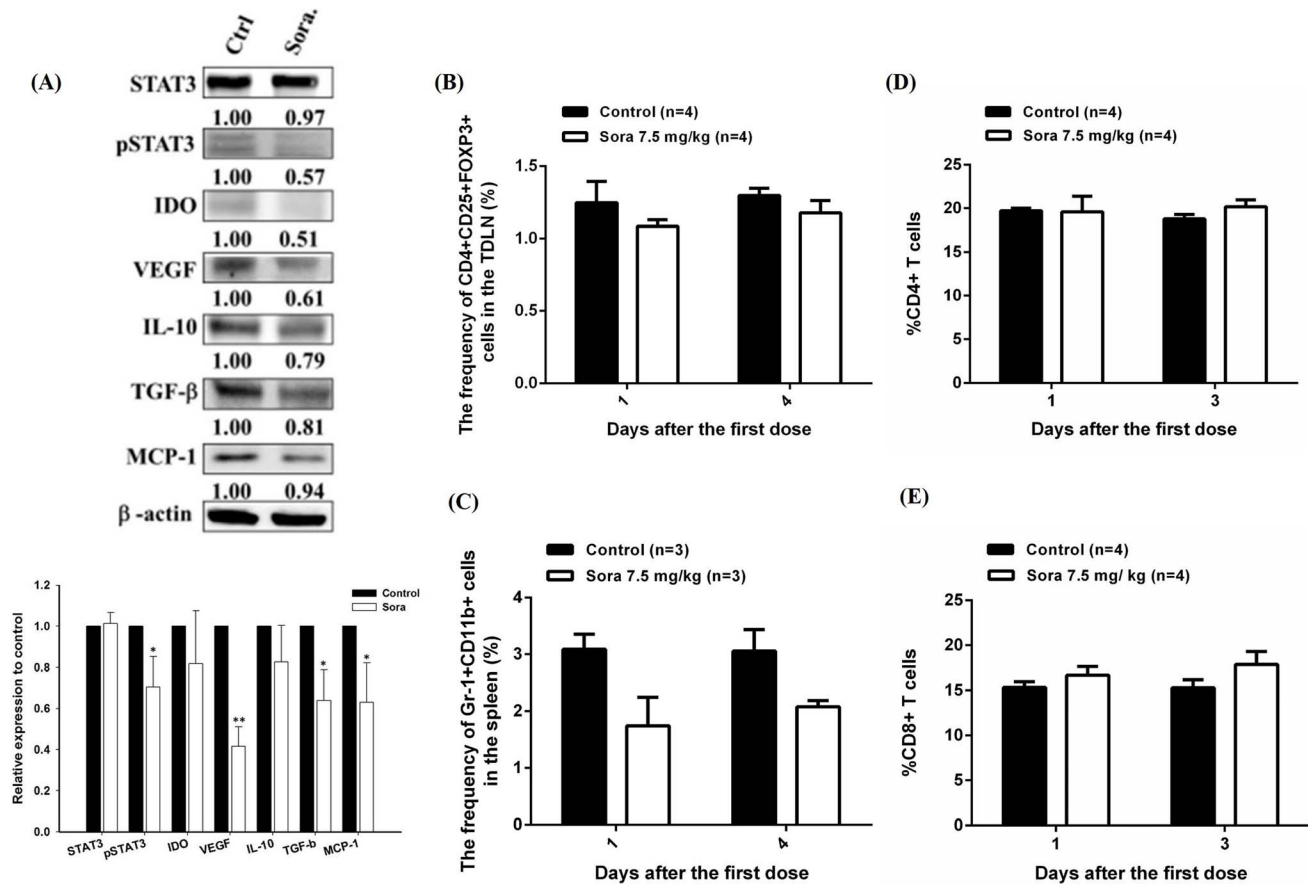 (A)
Ctrl Sora.
STAT3
1.00 0.97
pSTAT3
1.00 0.57
IDO
1.00 0.51
VEGF
1.00 0.61
IL-10
1.00 0.79
TGF-β
1.00 0.81
MCP-1
1.00 0.94
β-actin
Relative expression to control
1.2
1.0
0.8
0.6
0.4
0.2
0.0
Control
Sora
*
**
*
*
STAT3 pSTAT3 IDO VEGF IL-10 TGF-b MCP-1
(B)
Control (n=4)
Sora 7.5 mg/kg (n=4)
The frequency of CD4+CD25+FOXP3+
cells in the TDLN (%)
1.5
1.0
0.5
0.0
1 4
Days after the first dose
(C)
Control (n=3)
Sora 7.5 mg/kg (n=3)
The frequency of Gr-1+CD11b+ cells
in the spleen (%)
4
3
2
1
0
1 4
Days after the first dose
(D)
Control (n=4)
Sora 7.5 mg/kg (n=4)
%CD4+ T cells
25
20
15
10
5
0
1 3
Days after the first dose
(E)
Control (n=4)
Sora 7.5 mg/ kg (n=4)
%CD8+ T cells
25
20
15
10
5
0
1 3
Days after the first dose